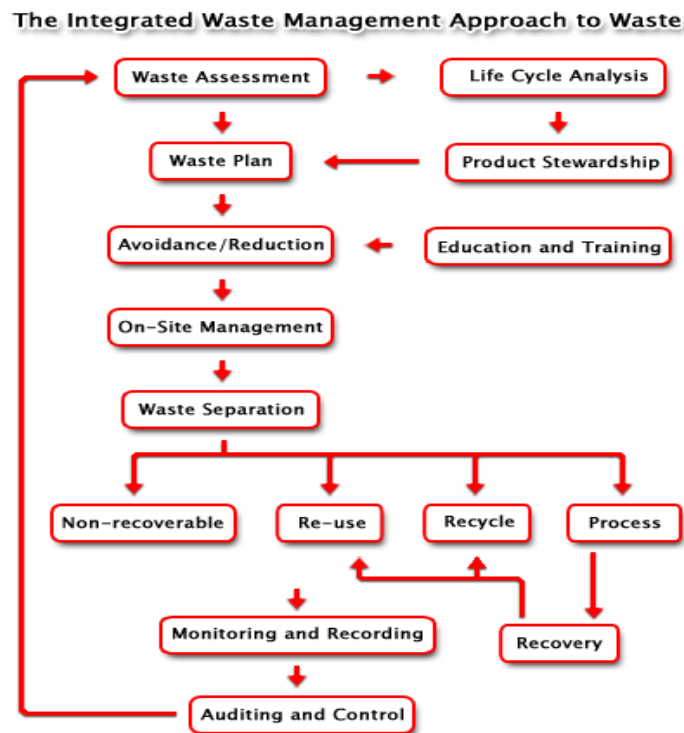 The Integrated Waste Management Approach to Waste
Waste Assessment
Life Cycle Analysis
Waste Plan
Product Stewardship
Avoidance/Reduction
Education and Training
On-Site Management
Waste Separation
Non-recoverable
Re-use
Recycle
Process
Monitoring and Recording
Recovery
Auditing and Control